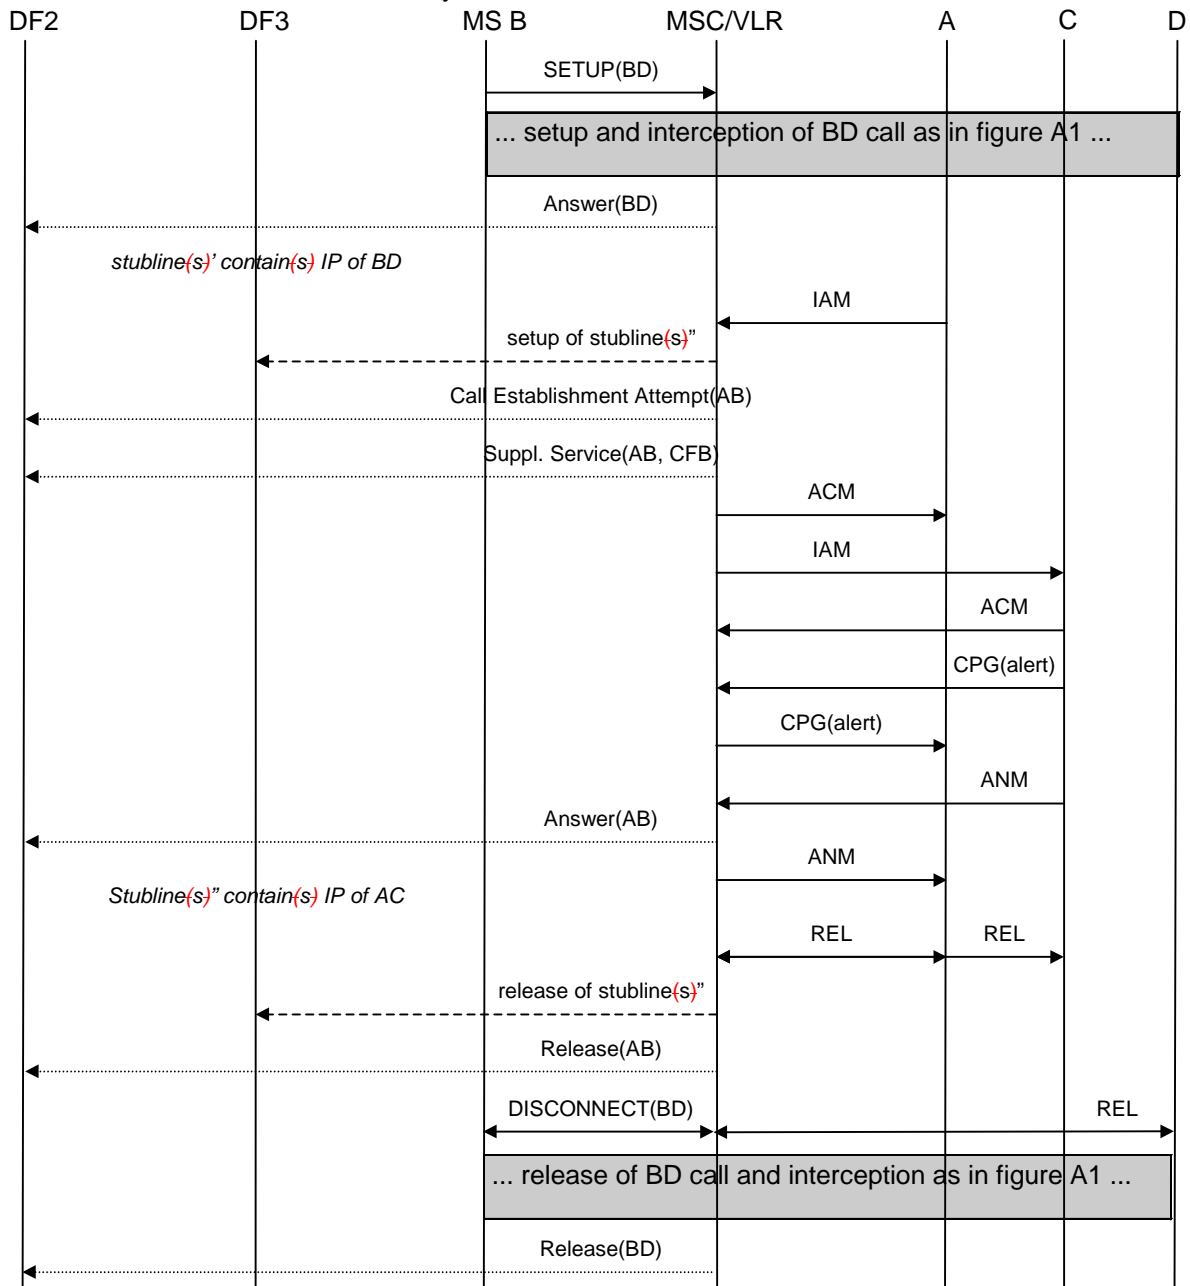 DF2 DF3 MS B MSC/VLR A C D
SETUP(BD)
... setup and interception of BD call as in figure A1 ...
Answer(BD)
stubline(s)’ contain(s) IP of BD
IAM
setup of stubline(s)”
Call Establishment Attempt(AB)
Suppl. Service(AB, CFB)
ACM
IAM
ACM
CPG(alert)
CPG(alert)
ANM
Answer(AB)
ANM
Stubline(s)” contain(s) IP of AC
REL REL
release of stubline(s)”
Release(AB)
DISCONNECT(BD) REL
... release of BD call and interception as in figure A1 ...
Release(BD)